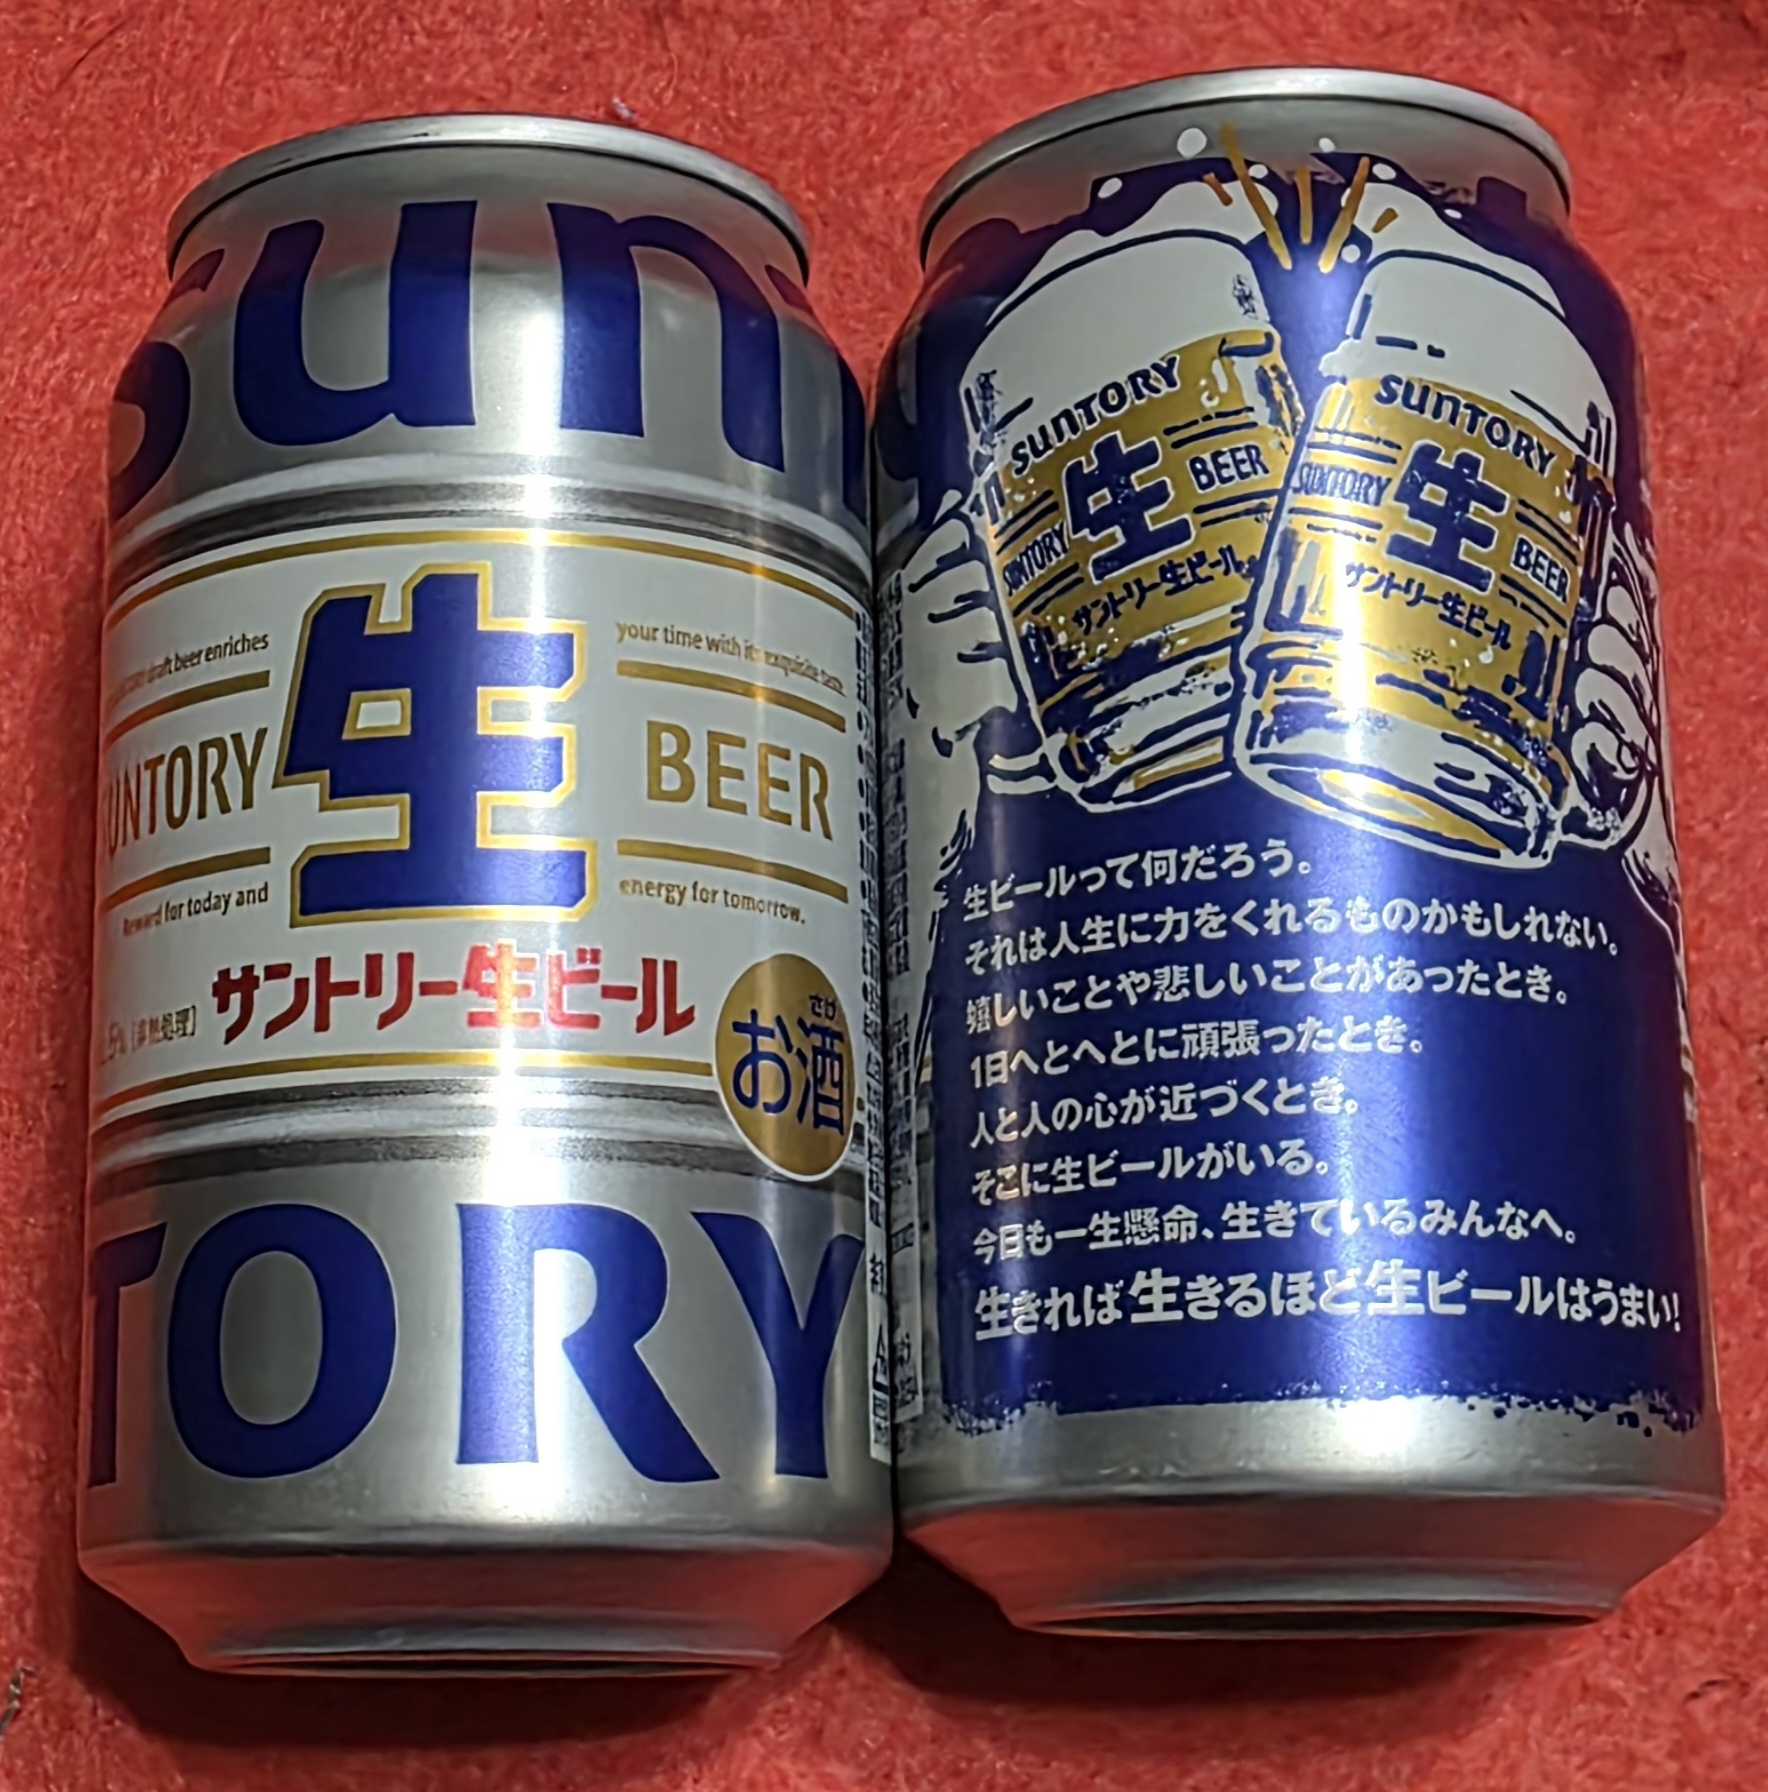 sun
draft beer enriches
your time with its exquisite taste.
SUNTORY 生 BEER
Reward for today and
energy for tomorrow.
サントリー生ビール
5% [非熱処理]
さけ
お酒
TORY
SUNTORY
SUNTORY 生 BEER
サントリー生ビール
SUNTORY
SUNTORY 生 BEER
サントリー生ビール
生ビールって何だろう。
それは人生に力をくれるものかもしれない。
嬉しいことや悲しいことがあったとき。
1日へとへとに頑張ったとき。
人と人の心が近づくとき。
そこに生ビールがいる。
今日も一生懸命、生きているみんなへ。
生きれば生きるほど生ビールはうまい!